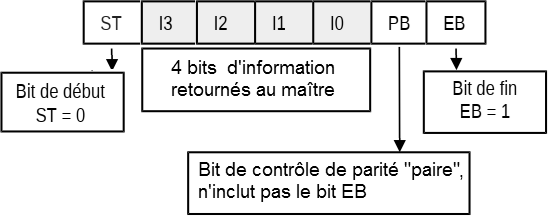 ST I3 I2 I1 I0 PB EB
4 bits d'information
retournés au maître
Bit de début
ST = 0
Bit de fin
EB = 1
Bit de contrôle de parité "paire",
n'inclut pas le bit EB